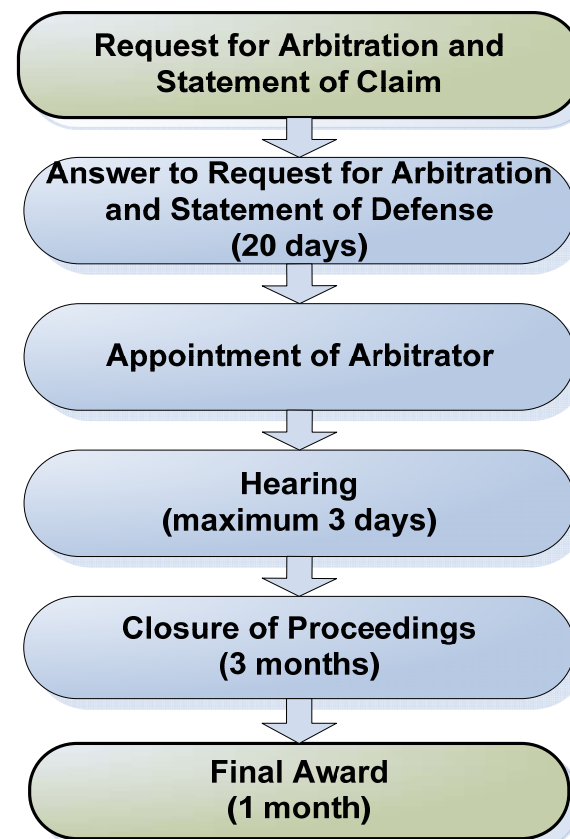 Request for Arbitration and
Statement of Claim
Answer to Request for Arbitration
and Statement of Defense
(20 days)
Appointment of Arbitrator
Hearing
(maximum 3 days)
Closure of Proceedings
(3 months)
Final Award
(1 month)